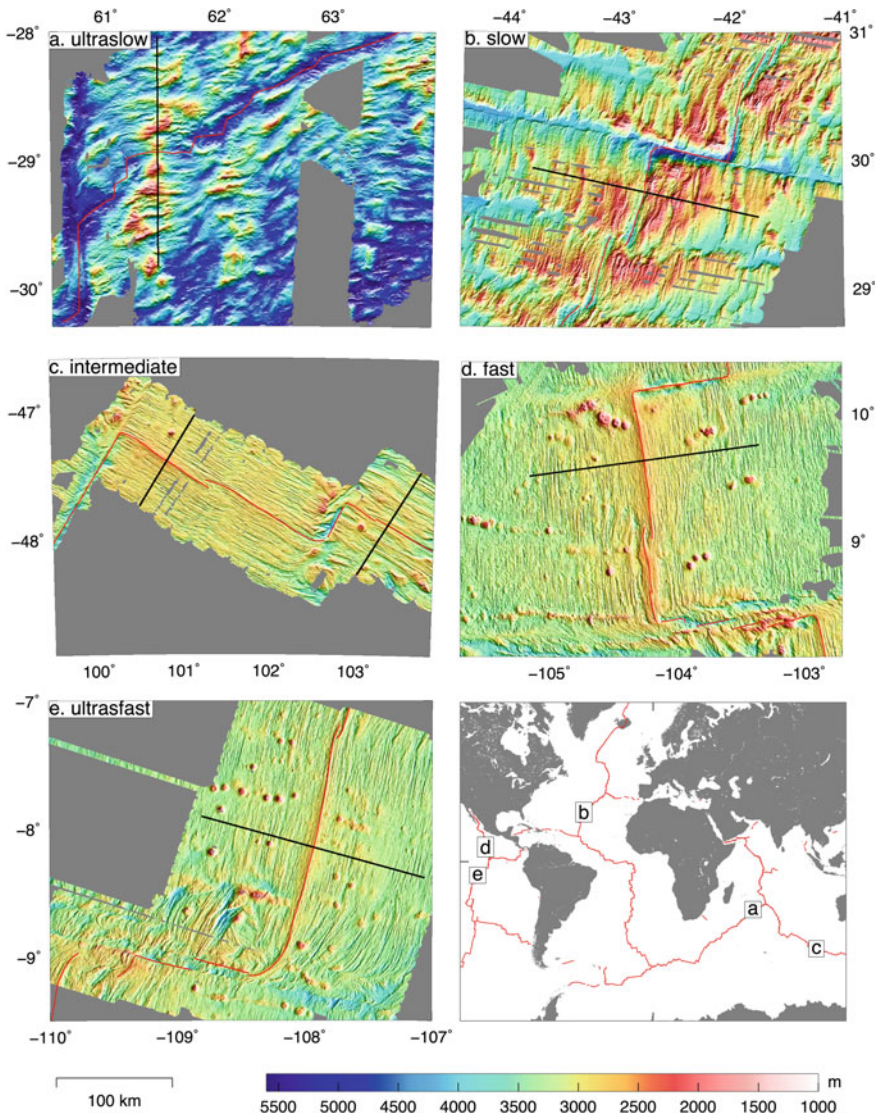 61° 62° 63° -44° -43° -42° -41°
-28° a. ultraslow b. slow 31°
-29° 30°
-30° 29°
c. intermediate d. fast
-47° 10°
-48° 9°
100° 101° 102° 103° -105° -104° -103°
e. ultrasfast
-7°
-8°
-9°
-110° -109° -108° -107°
b
d
e
a
c
100 km
m
5500 5000 4500 4000 3500 3000 2500 2000 1500 1000